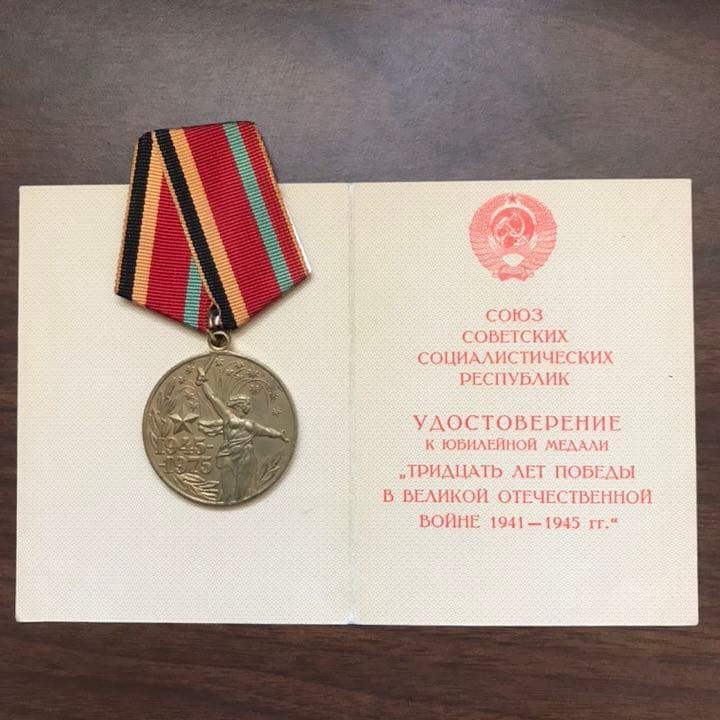 1945-
-1975
СОЮЗ
СОВЕТСКИХ
СОЦИАЛИСТИЧЕСКИХ
РЕСПУБЛИК
УДОСТОВЕРЕНИЕ
К ЮБИЛЕЙНОЙ МЕДАЛИ
„ТРИДЦАТЬ ЛЕТ ПОБЕДЫ
В ВЕЛИКОЙ ОТЕЧЕСТВЕННОЙ
ВОЙНЕ 1941—1945 гг.“